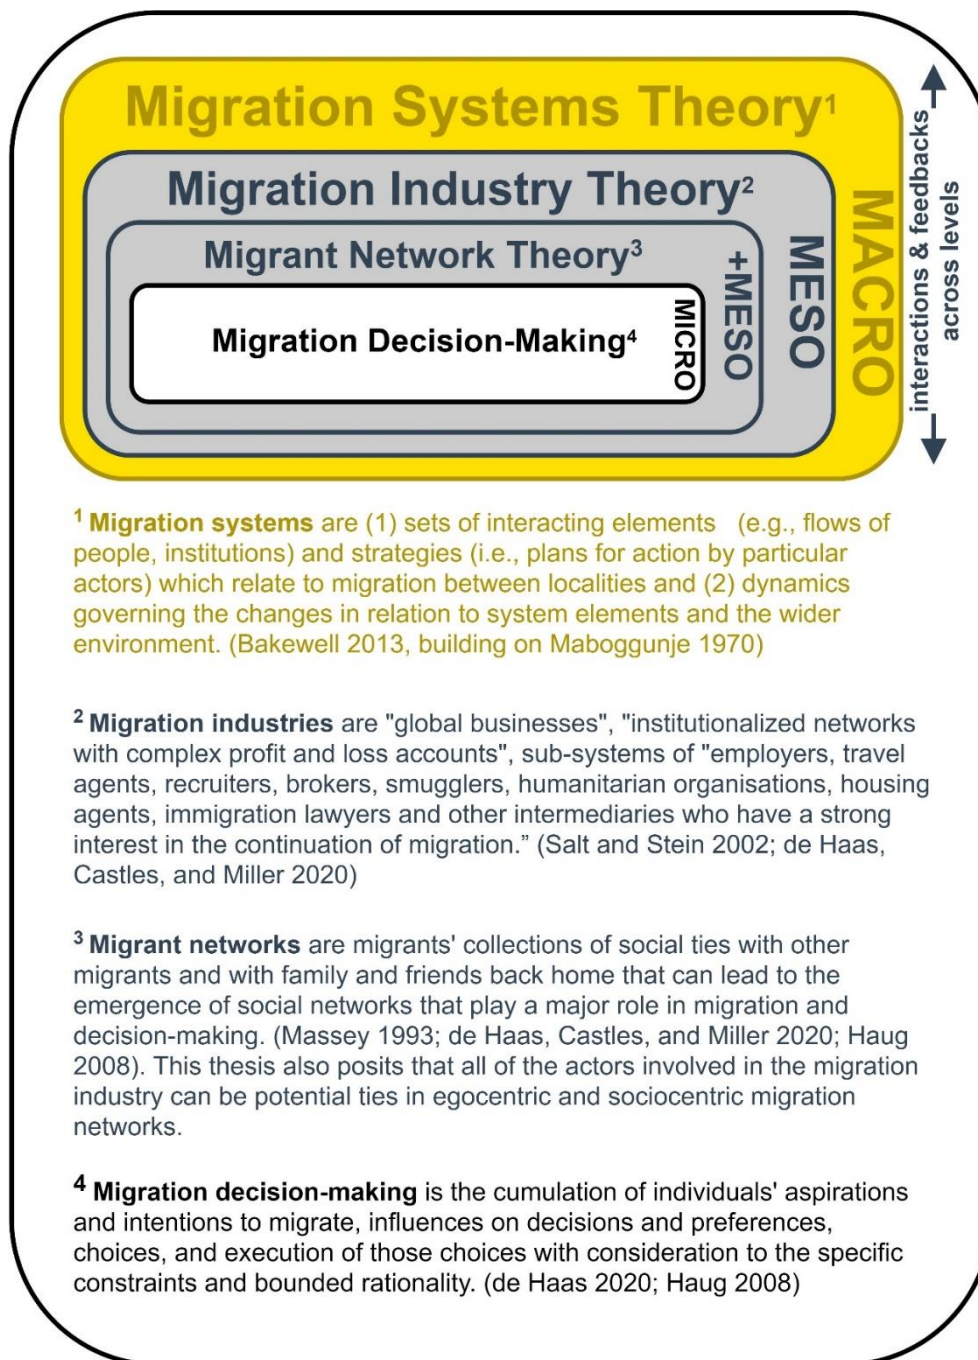 Migration Systems Theory¹
Migration Industry Theory²
Migrant Network Theory³
Migration Decision-Making⁴
MICRO
+MESO
MESO
MACRO
interactions & feedbacks
across levels
¹ Migration systems are (1) sets of interacting elements (e.g., flows of
people, institutions) and strategies (i.e., plans for action by particular
actors) which relate to migration between localities and (2) dynamics
governing the changes in relation to system elements and the wider
environment. (Bakewell 2013, building on Maboggunje 1970)
² Migration industries are "global businesses", "institutionalized networks
with complex profit and loss accounts", sub-systems of "employers, travel
agents, recruiters, brokers, smugglers, humanitarian organisations, housing
agents, immigration lawyers and other intermediaries who have a strong
interest in the continuation of migration.” (Salt and Stein 2002; de Haas,
Castles, and Miller 2020)
³ Migrant networks are migrants' collections of social ties with other
migrants and with family and friends back home that can lead to the
emergence of social networks that play a major role in migration and
decision-making. (Massey 1993; de Haas, Castles, and Miller 2020; Haug
2008). This thesis also posits that all of the actors involved in the migration
industry can be potential ties in egocentric and sociocentric migration
networks.
⁴ Migration decision-making is the cumulation of individuals' aspirations
and intentions to migrate, influences on decisions and preferences,
choices, and execution of those choices with consideration to the specific
constraints and bounded rationality. (de Haas 2020; Haug 2008)